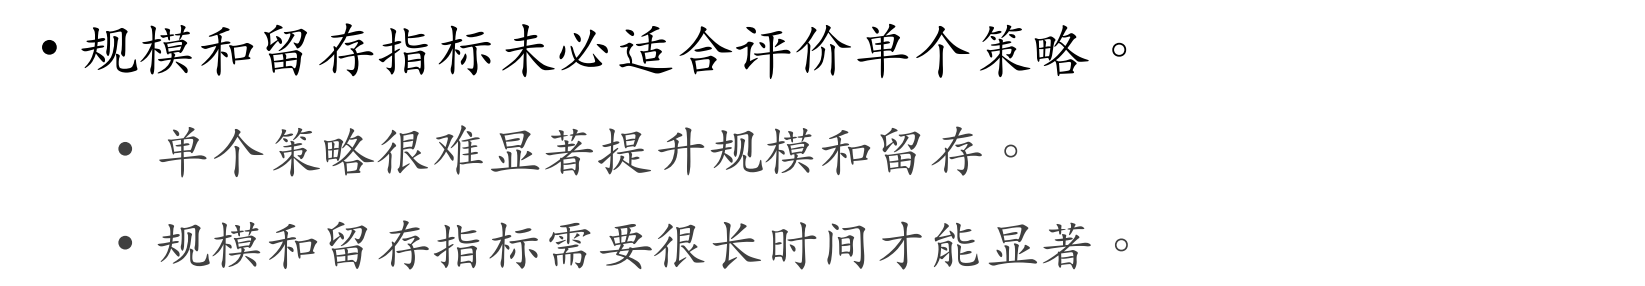 • 规模和留存指标未必适合评价单个策略。
• 单个策略很难显著提升规模和留存。
• 规模和留存指标需要很长时间才能显著。